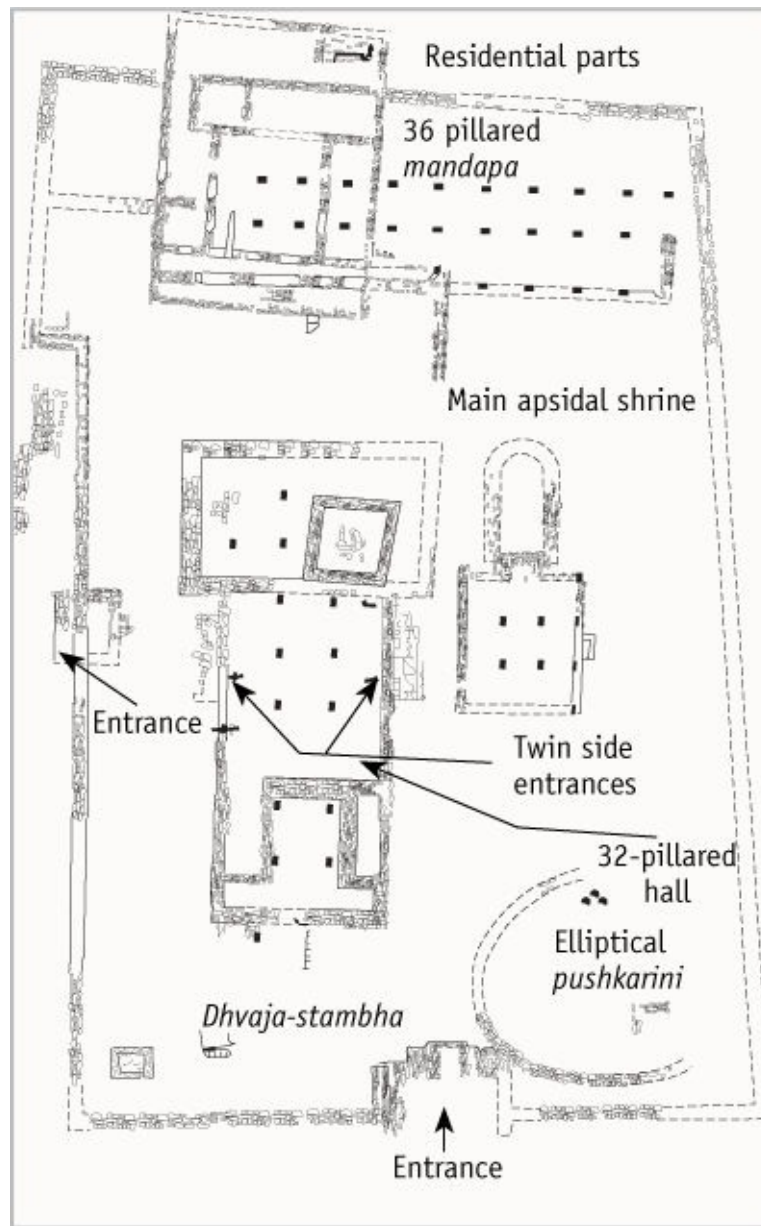 Residential parts
36 pillared
mandapa
Main apsidal shrine
Entrance
Twin side
entrances
32-pillared
hall
Elliptical
pushkarini
Dhvaja-stambha
Entrance